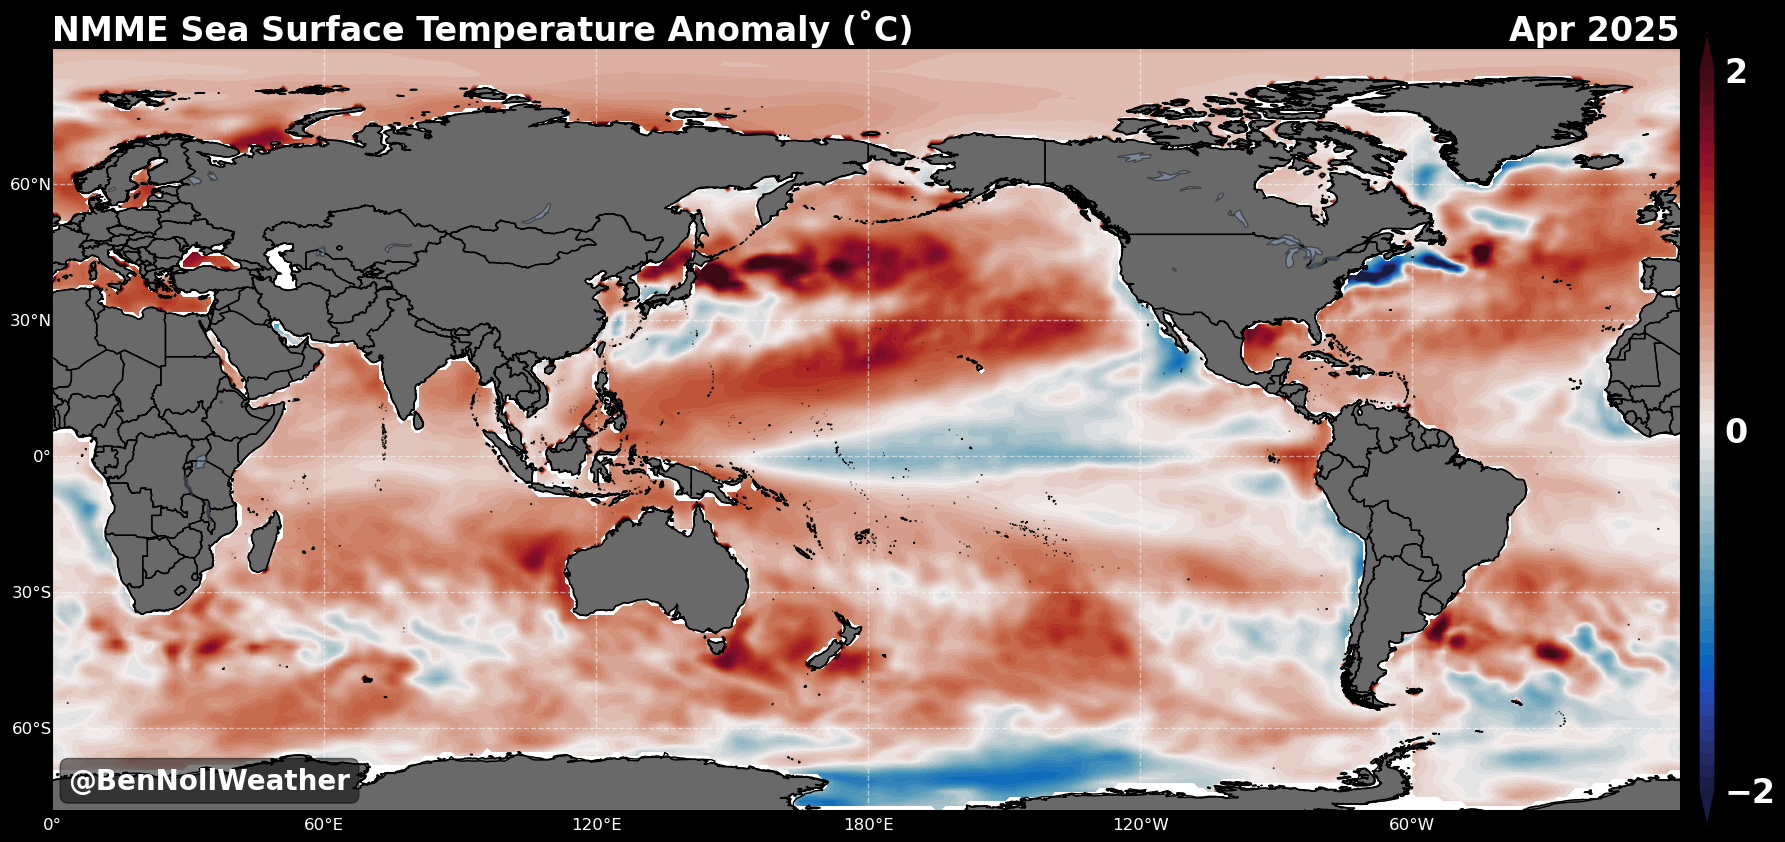 NMME Sea Surface Temperature Anomaly (˚C)
Apr 2025
2
0
−2
60°N
30°N
0°
30°S
60°S
@BenNollWeather
0°
60°E
120°E
180°E
120°W
60°W